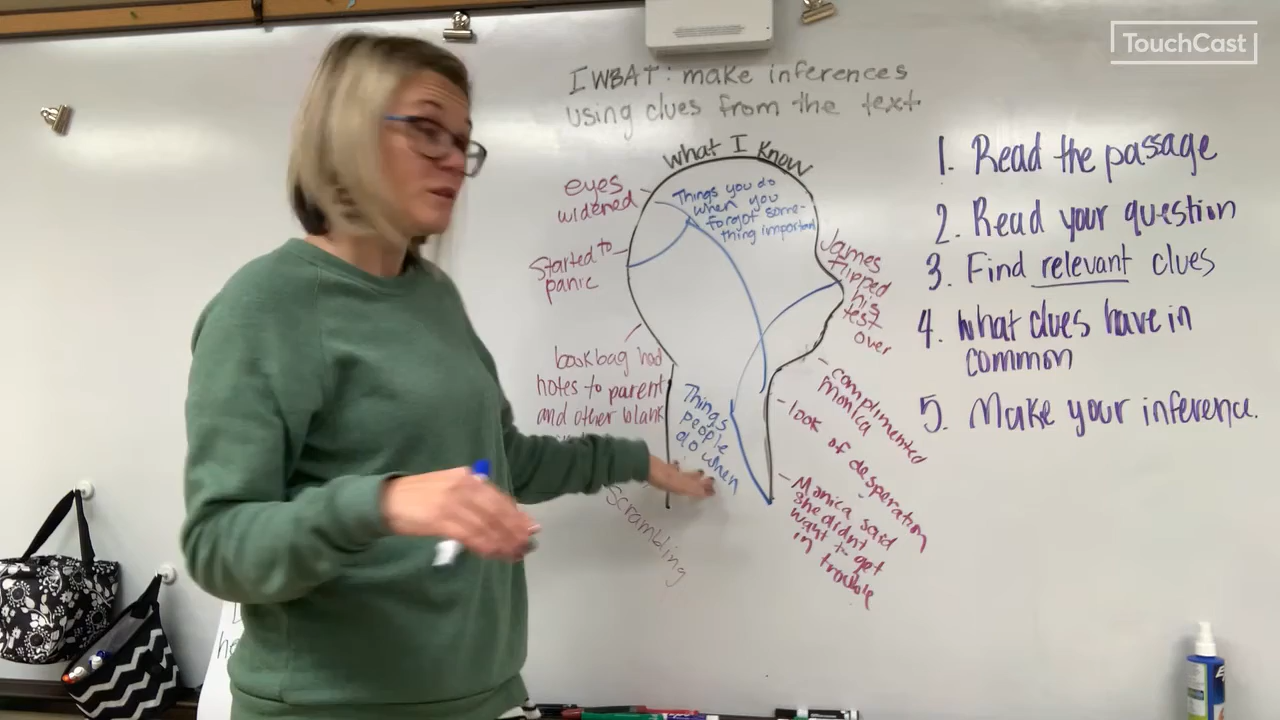 TouchCast
IWBAT: make inferences
using clues from the text.
What I Know
eyes
widened
Started to
panic
bookbag had
notes to parent
and other blank
Scrambling
Things you do
when you
forgot some-
thing important
Things
people
do when
James
flipped
his
test
over
complimented
Monica
look of desperation
Monica said
she didn't
want to get
in trouble
1. Read the passage
2. Read your question
3. Find relevant clues
4. What clues have in
common
5. Make your inference.